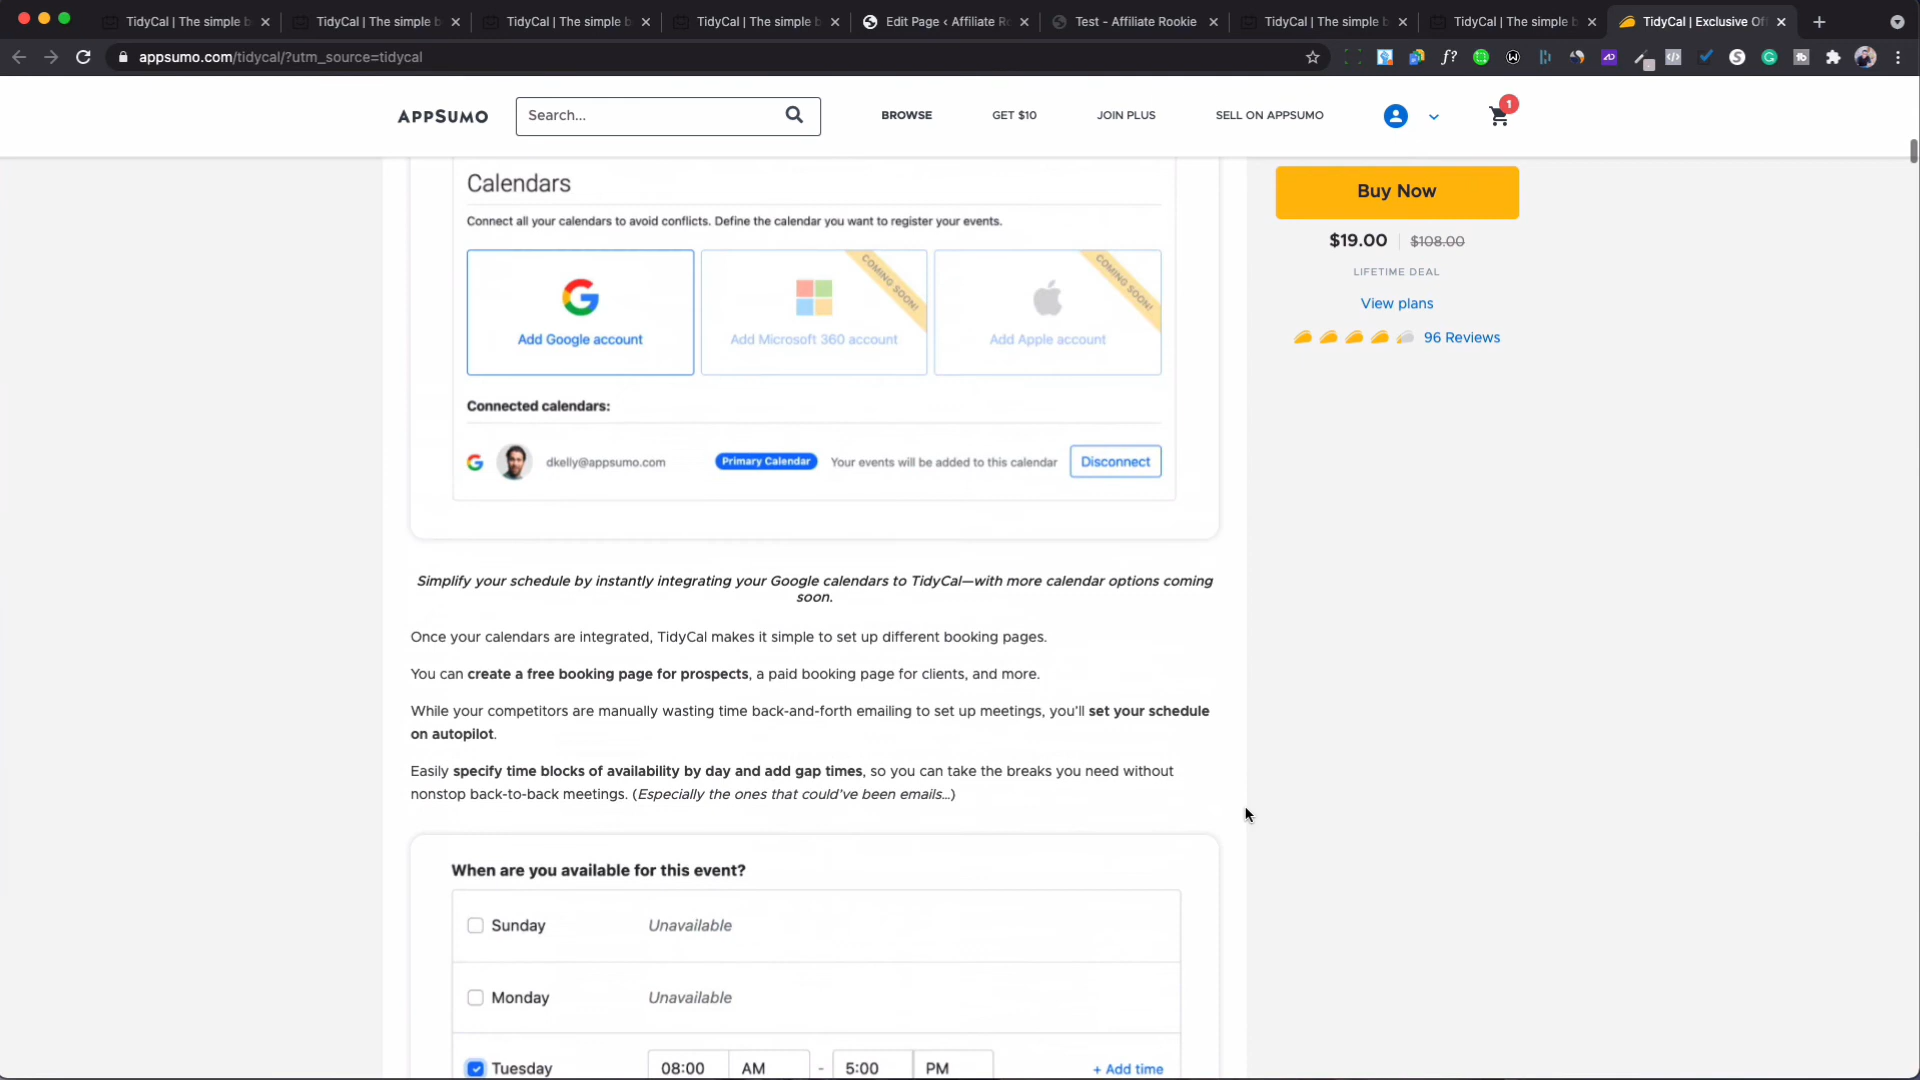 TidyCal | The simple b
TidyCal | The simple b
TidyCal | The simple b
TidyCal | The simple b
Edit Page ‹ Affiliate R
Test - Affiliate Rookie
TidyCal | The simple b
TidyCal | The simple b
TidyCal | Exclusive Of
appsumo.com/tidycal/?utm_source=tidycal
APPSUMO
Search...
BROWSE
GET $10
JOIN PLUS
SELL ON APPSUMO
1
Calendars
Connect all your calendars to avoid conflicts. Define the calendar you want to register your events.
Add Google account
COMING SOON!
Add Microsoft 360 account
COMING SOON!
Add Apple account
Connected calendars:
dkelly@appsumo.com
Primary Calendar
Your events will be added to this calendar
Disconnect
Buy Now
$19.00
$108.00
LIFETIME DEAL
View plans
96 Reviews
Simplify your schedule by instantly integrating your Google calendars to TidyCal—with more calendar options coming
soon.
Once your calendars are integrated, TidyCal makes it simple to set up different booking pages.
You can create a free booking page for prospects, a paid booking page for clients, and more.
While your competitors are manually wasting time back-and-forth emailing to set up meetings, you'll set your schedule
on autopilot.
Easily specify time blocks of availability by day and add gap times, so you can take the breaks you need without
nonstop back-to-back meetings. (Especially the ones that could've been emails...)
When are you available for this event?
Sunday Unavailable
Monday Unavailable
Tuesday 08:00 AM - 5:00 PM + Add time